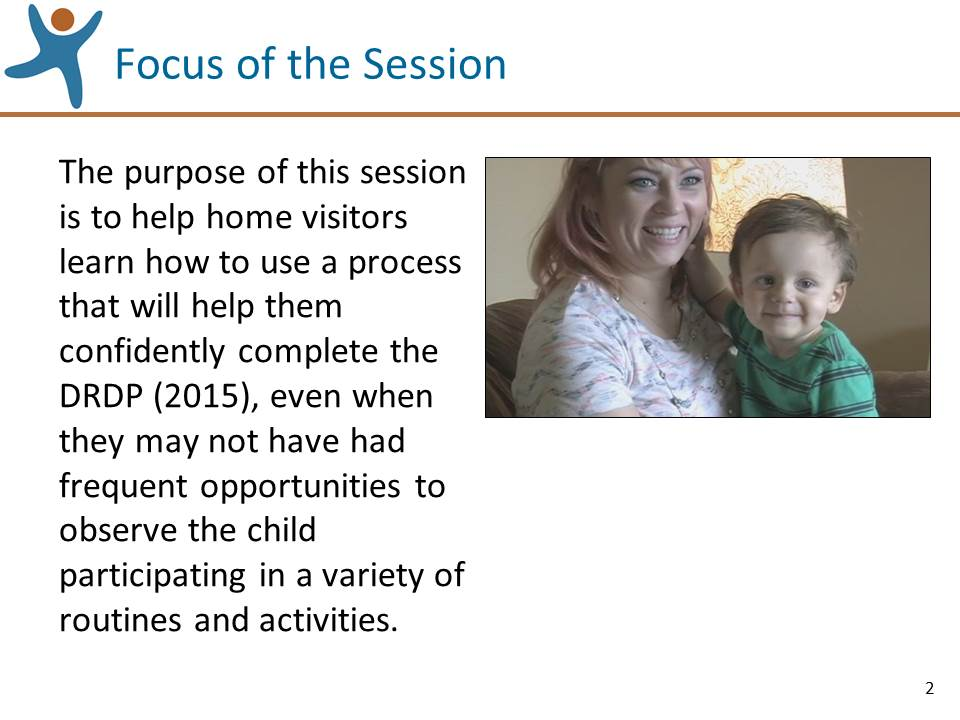 Focus of the Session
The purpose of this session
is to help home visitors
learn how to use a process
that will help them
confidently complete the
DRDP (2015), even when
they may not have had
frequent opportunities to
observe the child
participating in a variety of
routines and activities.
2